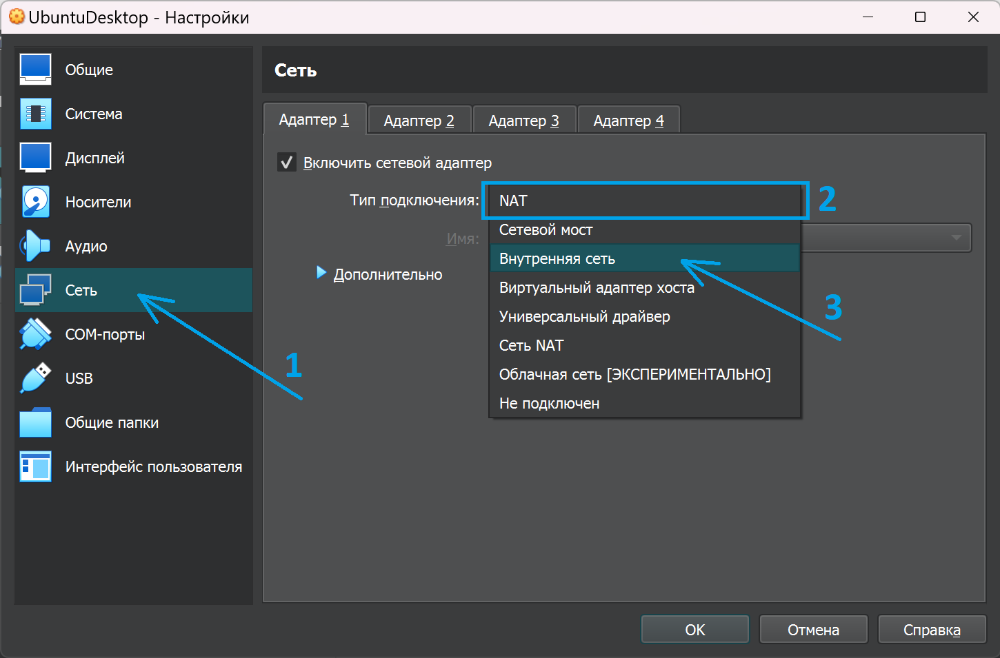 UbuntuDesktop - Настройки
Общие
Система
Дисплей
Носители
Аудио
Сеть
COM-порты
USB
Общие папки
Интерфейс пользователя
Сеть
Адаптер 1
Адаптер 2
Адаптер 3
Адаптер 4
Включить сетевой адаптер
Тип подключения:
NAT
2
Сетевой мост
Имя:
Внутренняя сеть
Дополнительно
Виртуальный адаптер хоста
3
Универсальный драйвер
Сеть NAT
1
Облачная сеть [ЭКСПЕРИМЕНТАЛЬНО]
Не подключен
OK
Отмена
Справка